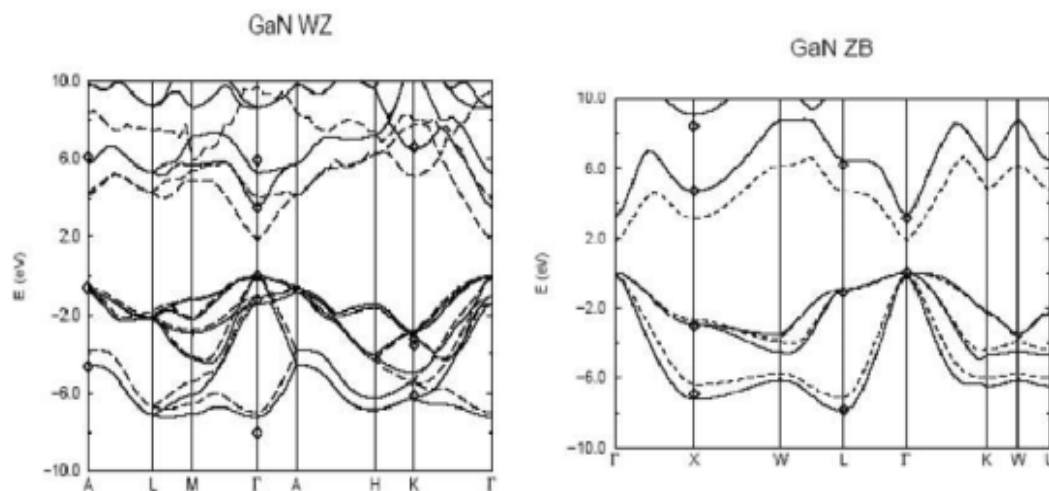 GaN WZ
GaN ZB
10.0
6.0
2.0
−2.0
−6.0
−10.0
E (eV)
A L M Γ A H K Γ
10.0
6.0
2.0
−2.0
−6.0
−10.0
E (eV)
Γ X W L Γ K W U